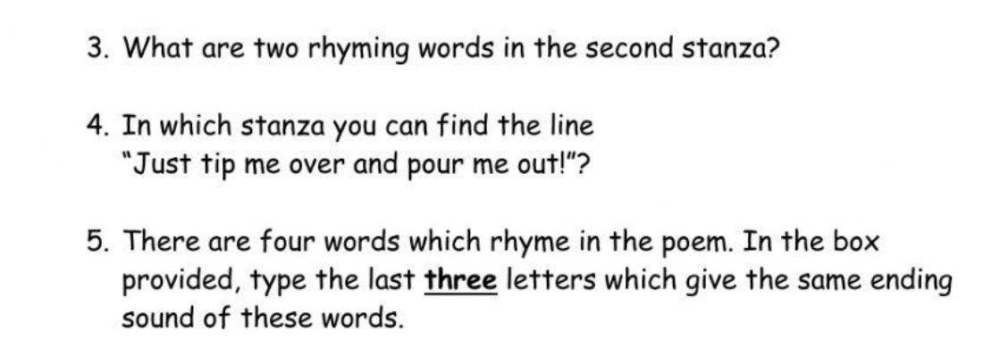 3. What are two rhyming words in the second stanza?
4. In which stanza you can find the line
"Just tip me over and pour me out!"?
5. There are four words which rhyme in the poem. In the box
provided, type the last three letters which give the same ending
sound of these words.